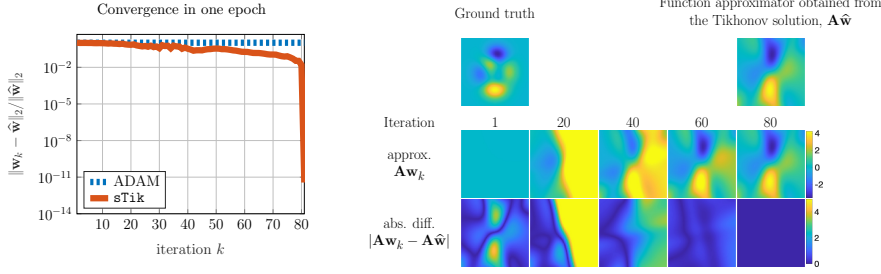 Convergence in one epoch
‖w_k − ŵ‖₂/‖ŵ‖₂
10⁻²
10⁻⁵
10⁻⁸
10⁻¹¹
10⁻¹⁴
ADAM
sTik
10 20 30 40 50 60 70 80
iteration k
Ground truth
Function approximator obtained from
the Tikhonov solution, Aŵ
Iteration 1 20 40 60 80
approx.
Aw_k
4
2
0
-2
abs. diff.
|Aw_k − Aŵ|
4
2
0